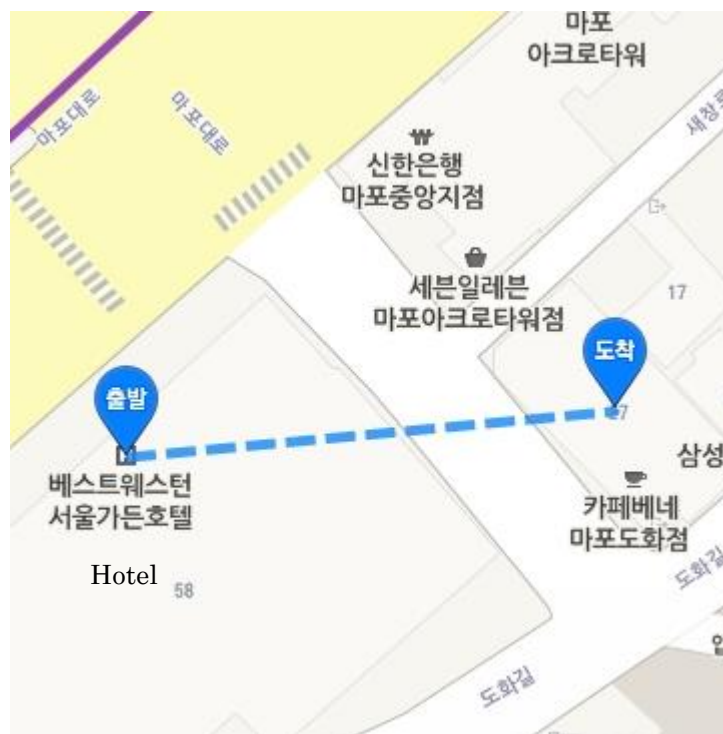 마포
아크로타워
마포대로
마포대로
새창로
신한은행
마포중앙지점
세븐일레븐
마포아크로타워점
17
도착
출발
베스트웨스턴
서울가든호텔
삼성
카페베네
마포도화점
Hotel
58
도화길
도화길